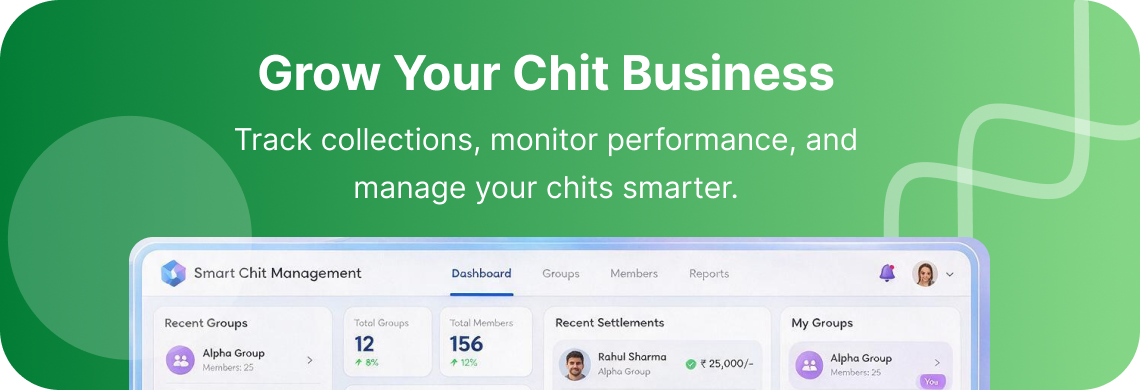 Grow Your Chit Business
Track collections, monitor performance, and
manage your chits smarter.
Smart Chit Management
Dashboard
Groups
Members
Reports
Recent Groups
Alpha Group
Members: 25
Total Groups
12
8%
Total Members
156
12%
Recent Settlements
Rahul Sharma
Alpha Group
₹ 25,000/-
My Groups
Alpha Group
Members: 25
You